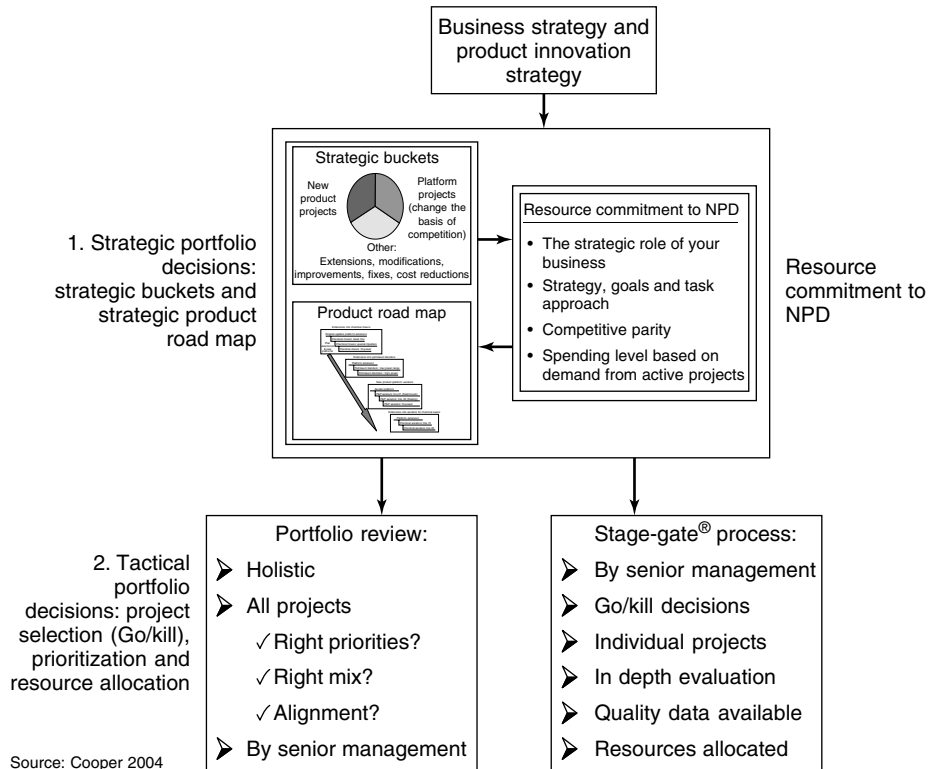 Business strategy and
product innovation
strategy
Strategic buckets
New
product
projects
Platform
projects
(change the
basis of
competition)
Other:
Extensions, modifications,
improvements, fixes, cost reductions
Product road map
Resource commitment to NPD
• The strategic role of your
business
• Strategy, goals and task
approach
• Competitive parity
• Spending level based on
demand from active projects
1. Strategic portfolio
decisions:
strategic buckets and
strategic product
road map
Resource
commitment to
NPD
2. Tactical
portfolio
decisions: project
selection (Go/kill),
prioritization and
resource allocation
Portfolio review:
➢ Holistic
➢ All projects
✓ Right priorities?
✓ Right mix?
✓ Alignment?
➢ By senior management
Stage-gate® process:
➢ By senior management
➢ Go/kill decisions
➢ Individual projects
➢ In depth evaluation
➢ Quality data available
➢ Resources allocated
Source: Cooper 2004